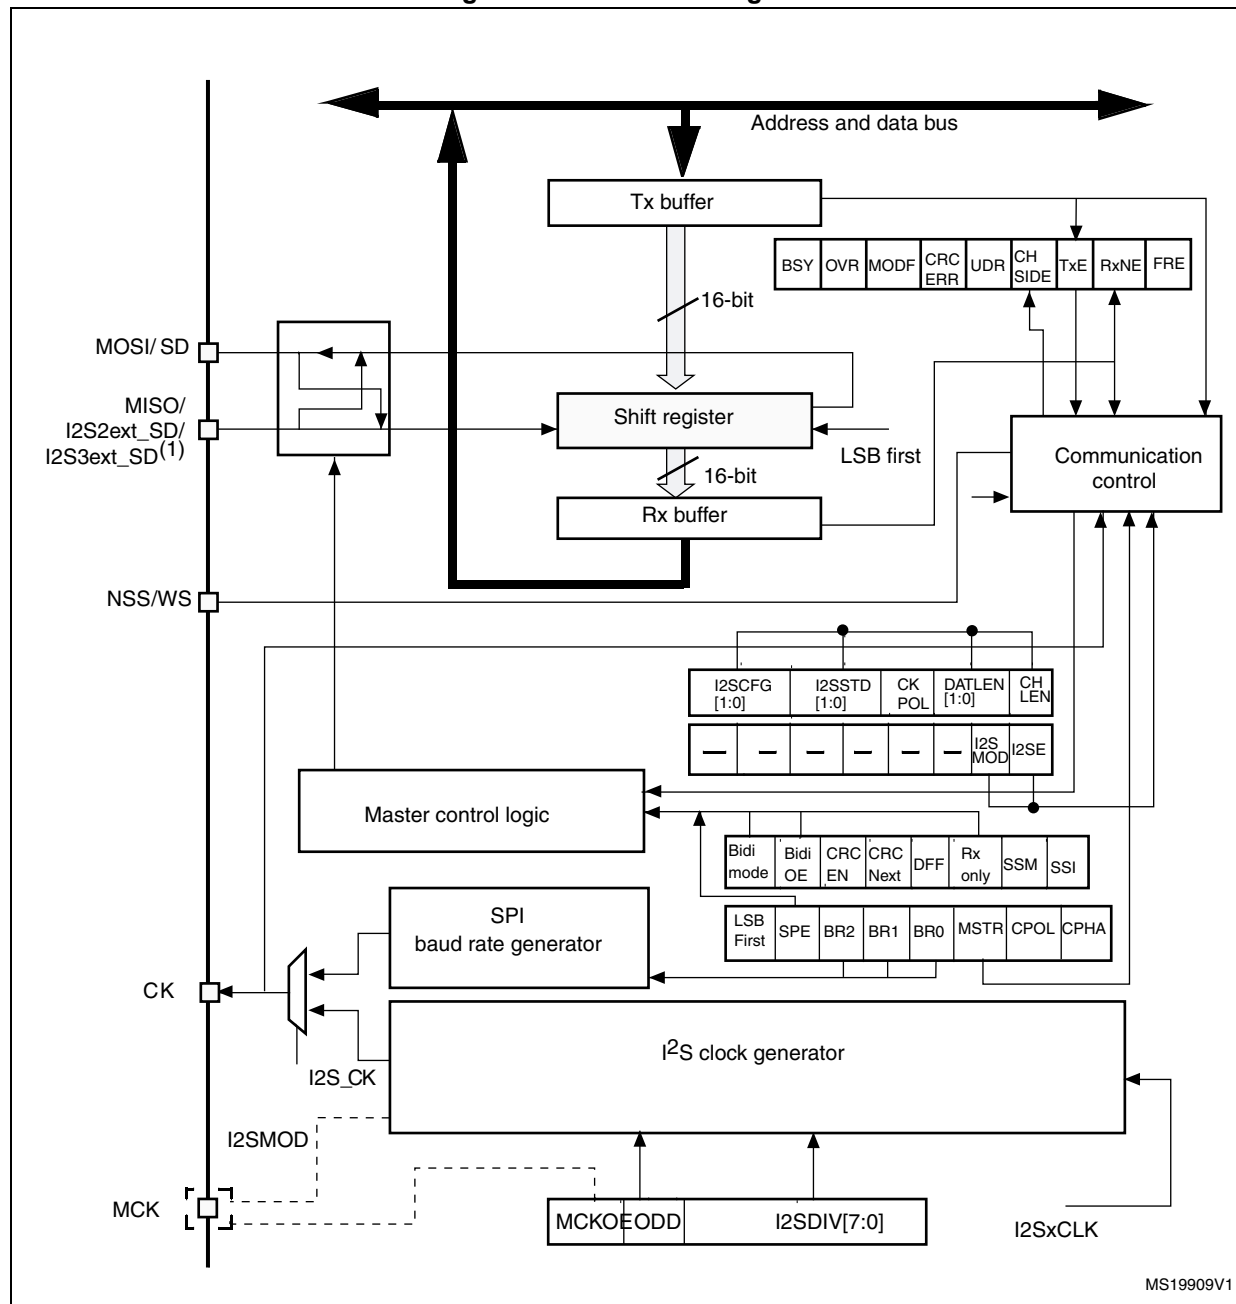 Address and data bus
Tx buffer
BSY OVR MODF CRC ERR UDR CH SIDE TxE RxNE FRE
16-bit
MOSI/ SD
MISO/
I2S2ext_SD/
I2S3ext_SD(1)
Shift register
LSB first
Communication
control
16-bit
Rx buffer
NSS/WS
I2SCFG [1:0] I2SSTD [1:0] CK POL DATLEN [1:0] CH LEN
I2S MOD I2SE
Master control logic
Bidi mode Bidi OE CRC EN CRC Next DFF Rx only SSM SSI
LSB First SPE BR2 BR1 BR0 MSTR CPOL CPHA
SPI
baud rate generator
CK
I2S clock generator
I2S_CK
I2SMOD
MCK
MCKOE ODD I2SDIV[7:0]
I2SxCLK
MS19909V1